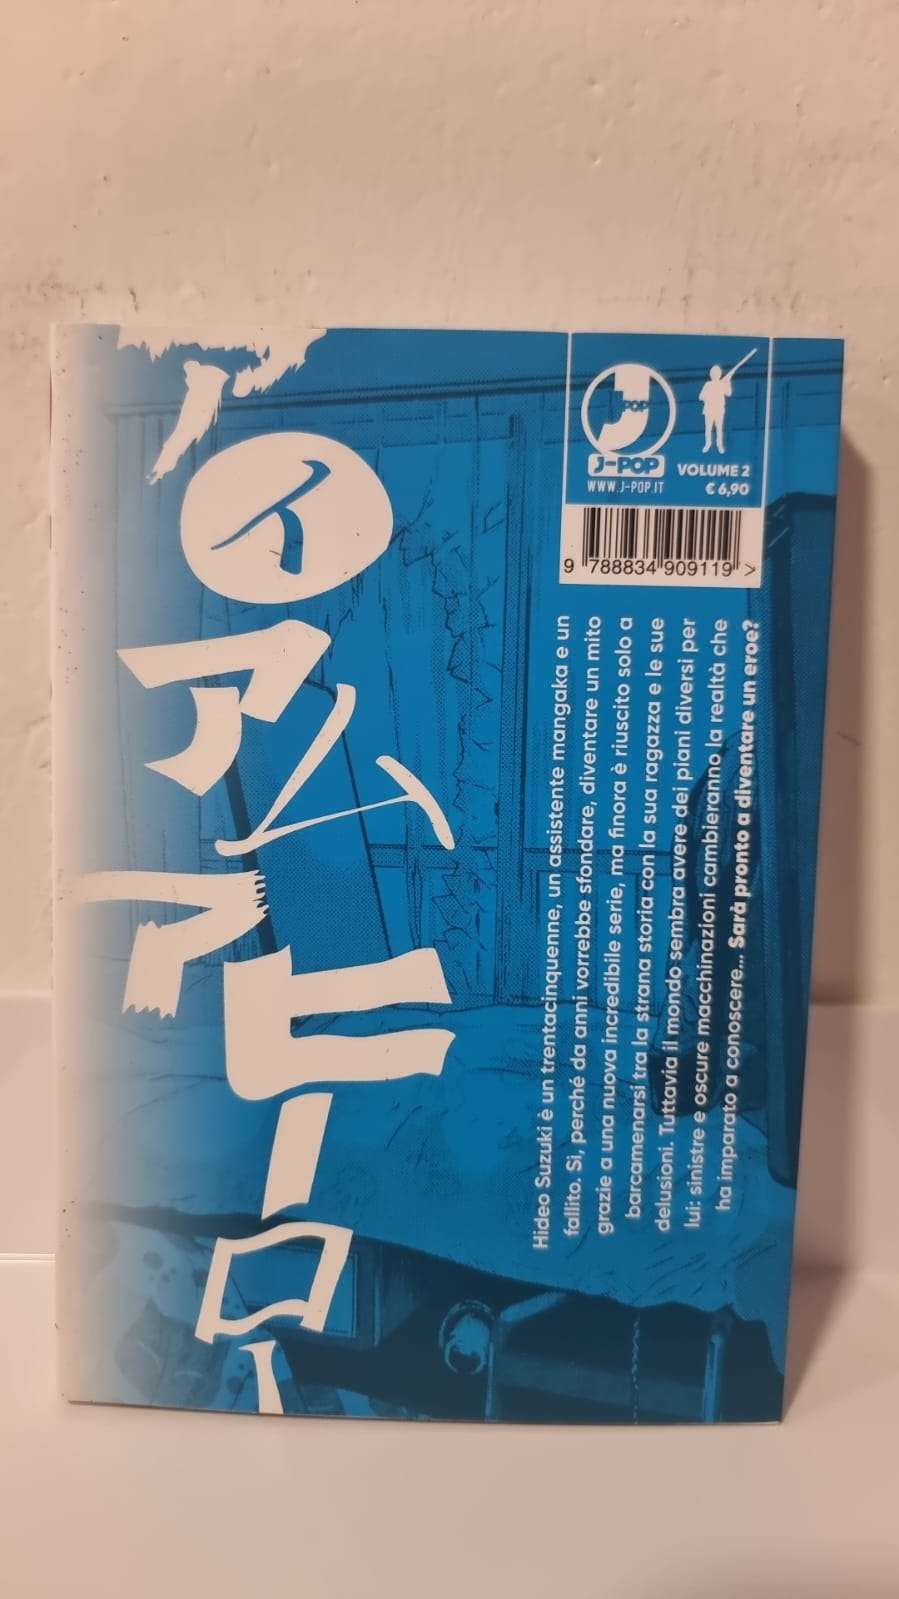 アイアムアヒーロー
POP
J-POP
WWW.J-POP.IT
VOLUME 2
€ 6,90
9 788834 909119 >
Hideo Suzuki è un trentacinquenne, un assistente mangaka e un
fallito. Sì, perché da anni vorrebbe sfondare, diventare un mito
grazie a una nuova incredibile serie, ma finora è riuscito solo a
barcamenarsi tra la strana storia con la sua ragazza e le sue
delusioni. Tuttavia il mondo sembra avere dei piani diversi per
lui: sinistre e oscure macchinazioni cambieranno la realtà che
ha imparato a conoscere... Sarà pronto a diventare un eroe?